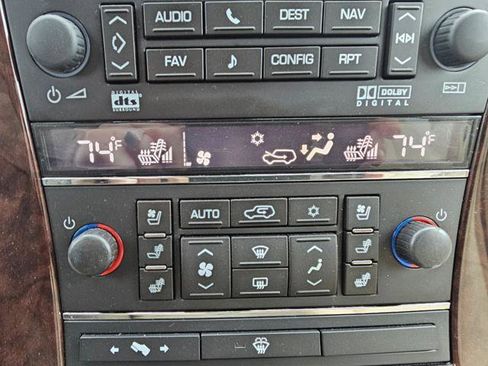 AUDIO DEST NAV
FAV CONFIG RPT
DIGITAL dts SURROUND
DOLBY DIGITAL
74°F 74°F
AUTO